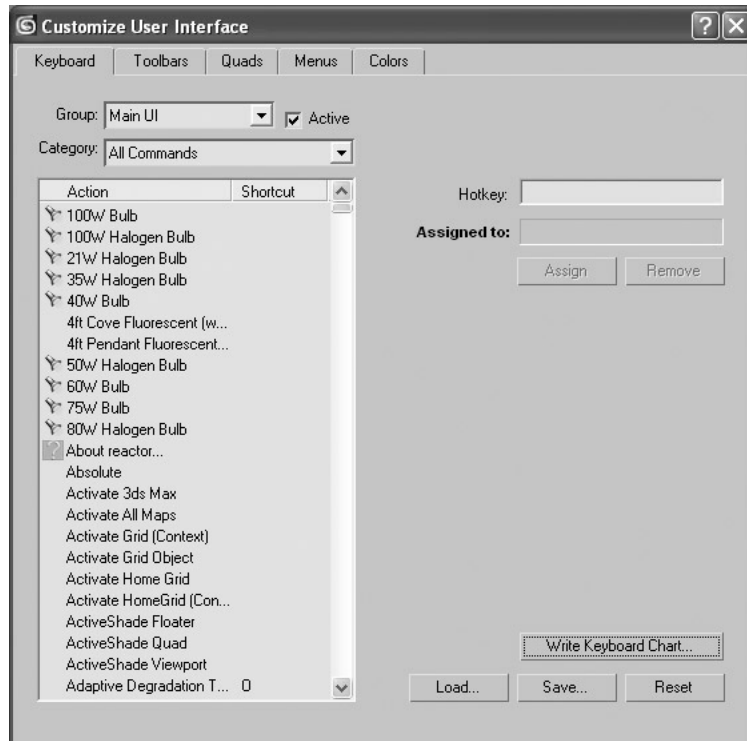 Customize User Interface
Keyboard Toolbars Quads Menus Colors
Group: Main UI Active
Category: All Commands
Action Shortcut
100W Bulb
100W Halogen Bulb
21W Halogen Bulb
35W Halogen Bulb
40W Bulb
4ft Cove Fluorescent (w...
4ft Pendant Fluorescent...
50W Halogen Bulb
60W Bulb
75W Bulb
80W Halogen Bulb
About reactor...
Absolute
Activate 3ds Max
Activate All Maps
Activate Grid (Context)
Activate Grid Object
Activate Home Grid
Activate HomeGrid (Con...
ActiveShade Floater
ActiveShade Quad
ActiveShade Viewport
Adaptive Degradation T... O
Hotkey:
Assigned to:
Assign Remove
Write Keyboard Chart...
Load... Save... Reset